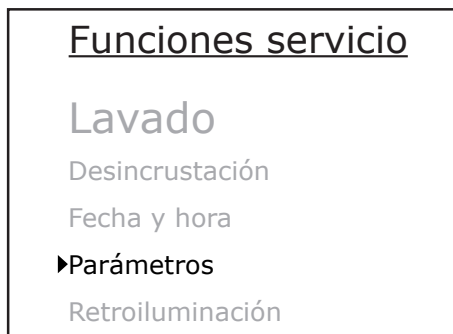 Funciones servicio
Lavado
Desincrustación
Fecha y hora
Parámetros
Retroiluminación